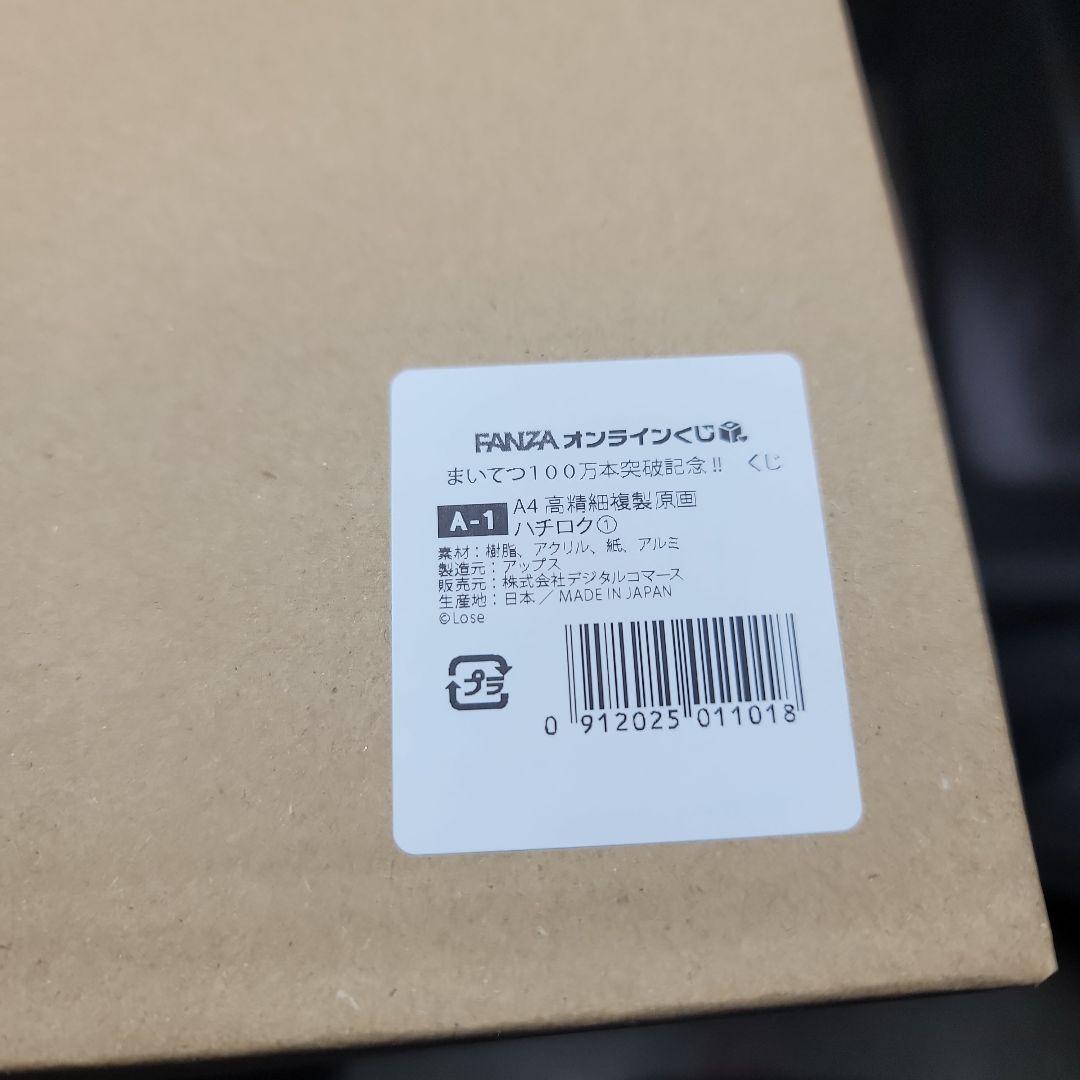 FANZA オンラインくじ
まいてつ100万本突破記念!! くじ
A-1 A4 高精細複製原画
ハチロク①
素材：樹脂、アクリル、紙、アルミ
製造元：アップス
販売元：株式会社デジタルコマース
生産地：日本／MADE IN JAPAN
©Lose
プラ
0 912025 011018